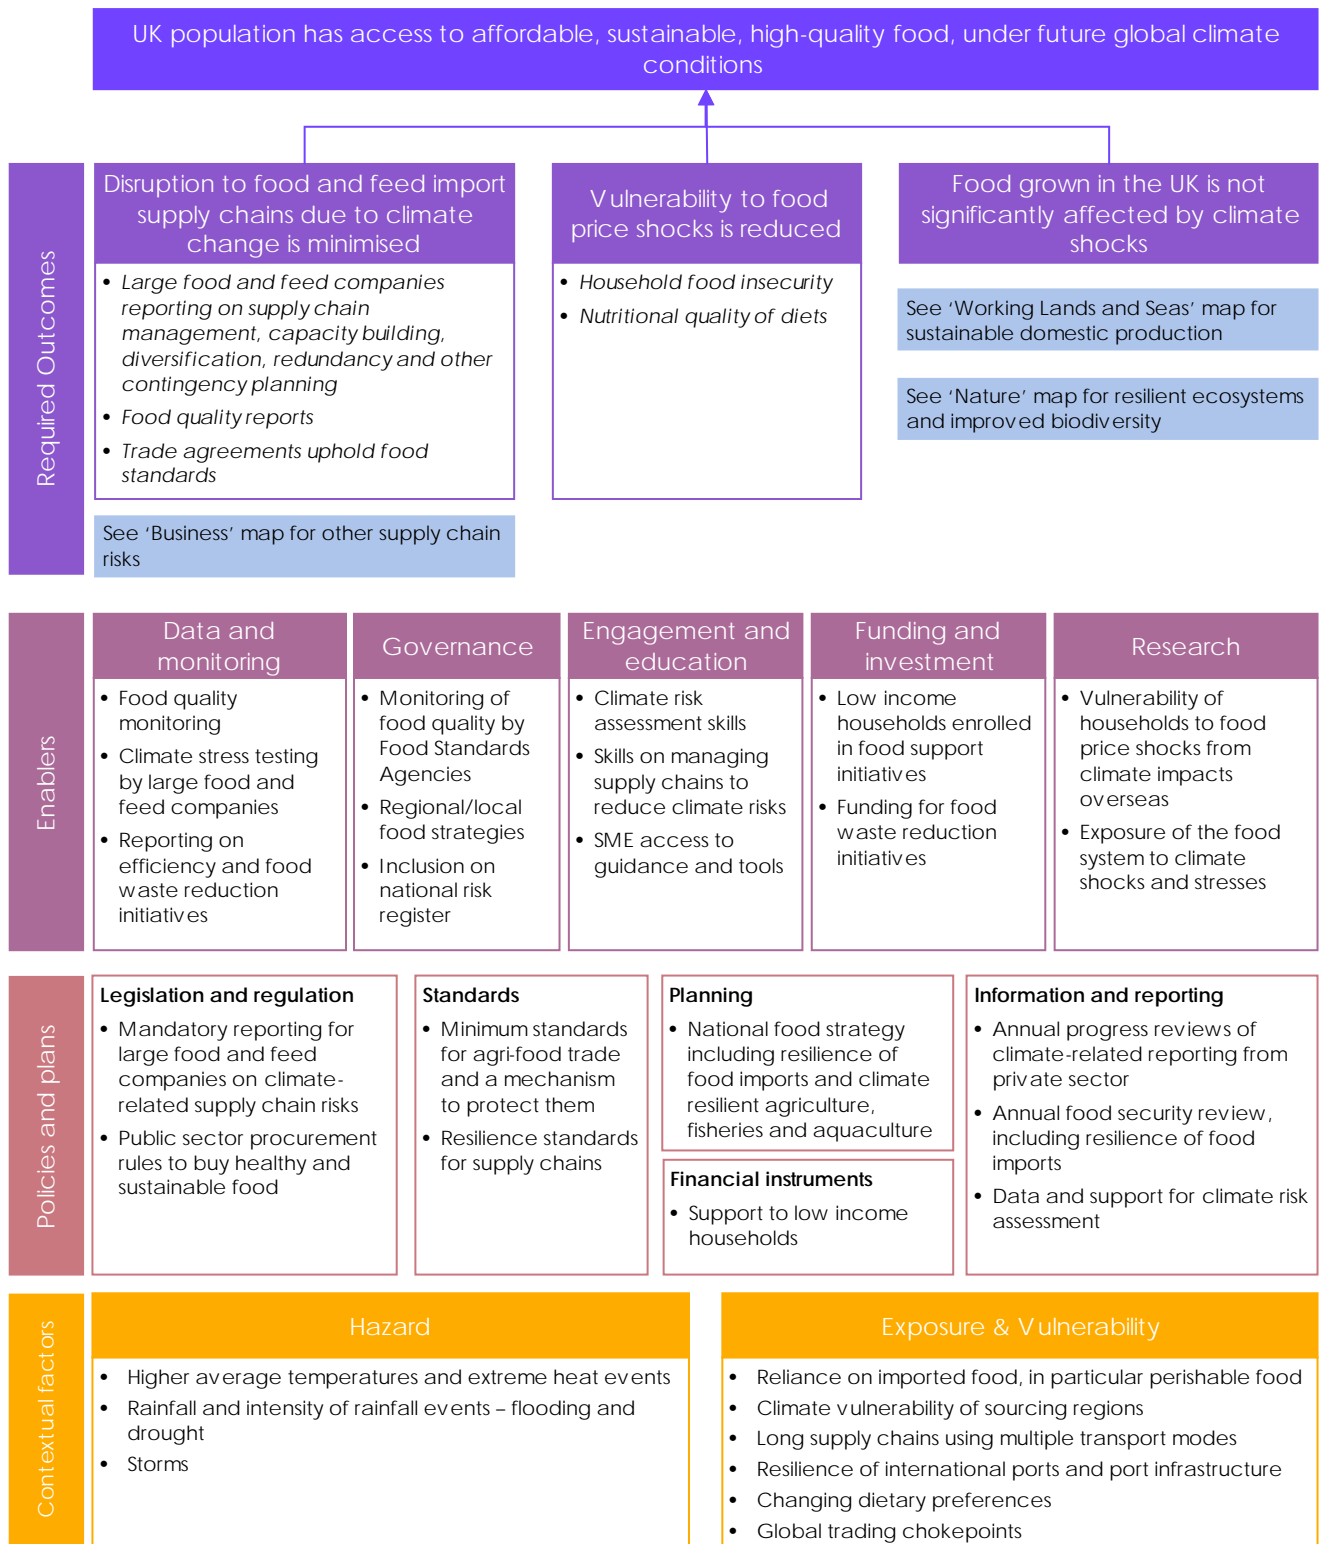 UK population has access to affordable, sustainable, high-quality food, under future global climate
conditions
Required Outcomes
Disruption to food and feed import
supply chains due to climate
change is minimised
• Large food and feed companies
reporting on supply chain
management, capacity building,
diversification, redundancy and other
contingency planning
• Food quality reports
• Trade agreements uphold food
standards
See ‘Business’ map for other supply chain
risks
Vulnerability to food
price shocks is reduced
• Household food insecurity
• Nutritional quality of diets
Food grown in the UK is not
significantly affected by climate
shocks
See ‘Working Lands and Seas’ map for
sustainable domestic production
See ‘Nature’ map for resilient ecosystems
and improved biodiversity
Enablers
Data and
monitoring
• Food quality
monitoring
• Climate stress testing
by large food and
feed companies
• Reporting on
efficiency and food
waste reduction
initiatives
Governance
• Monitoring of
food quality by
Food Standards
Agencies
• Regional/local
food strategies
• Inclusion on
national risk
register
Engagement and
education
• Climate risk
assessment skills
• Skills on managing
supply chains to
reduce climate risks
• SME access to
guidance and tools
Funding and
investment
• Low income
households enrolled
in food support
initiatives
• Funding for food
waste reduction
initiatives
Research
• Vulnerability of
households to food
price shocks from
climate impacts
overseas
• Exposure of the food
system to climate
shocks and stresses
Policies and plans
Legislation and regulation
• Mandatory reporting for
large food and feed
companies on climate-
related supply chain risks
• Public sector procurement
rules to buy healthy and
sustainable food
Standards
• Minimum standards
for agri-food trade
and a mechanism
to protect them
• Resilience standards
for supply chains
Planning
• National food strategy
including resilience of
food imports and climate
resilient agriculture,
fisheries and aquaculture
Financial instruments
• Support to low income
households
Information and reporting
• Annual progress reviews of
climate-related reporting from
private sector
• Annual food security review,
including resilience of food
imports
• Data and support for climate risk
assessment
Contextual factors
Hazard
• Higher average temperatures and extreme heat events
• Rainfall and intensity of rainfall events – flooding and
drought
• Storms
Exposure & Vulnerability
• Reliance on imported food, in particular perishable food
• Climate vulnerability of sourcing regions
• Long supply chains using multiple transport modes
• Resilience of international ports and port infrastructure
• Changing dietary preferences
• Global trading chokepoints